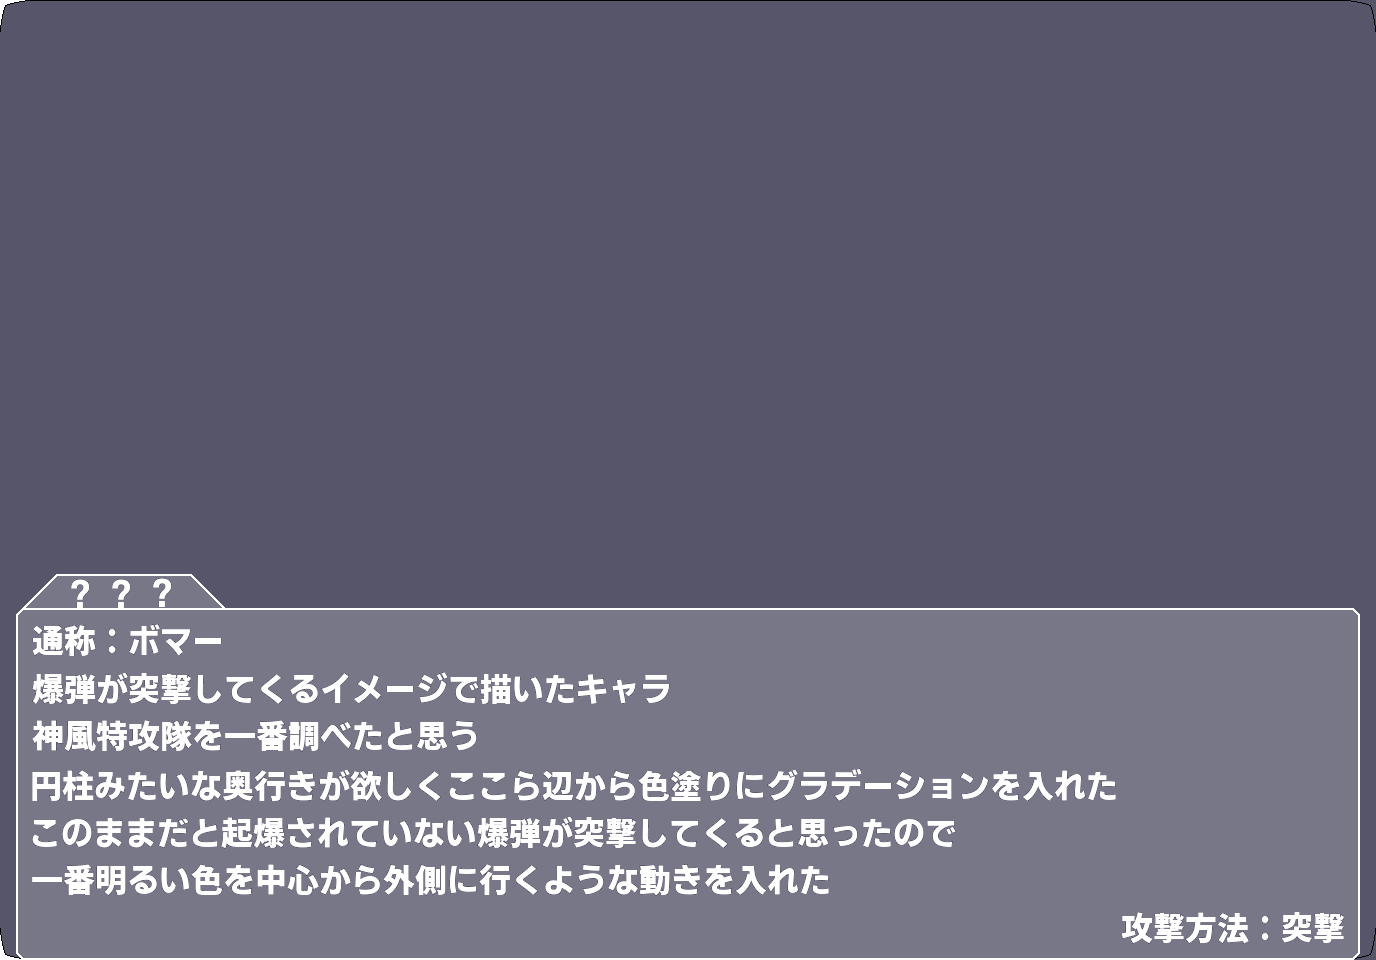 ？？？
通称：ボマー
爆弾が突撃してくるイメージで描いたキャラ
神風特攻隊を一番調べたと思う
円柱みたいな奥行きが欲しくここら辺から色塗りにグラデーションを入れた
このままだと起爆されていない爆弾が突撃してくると思ったので
一番明るい色を中心から外側に行くような動きを入れた
攻撃方法：突撃